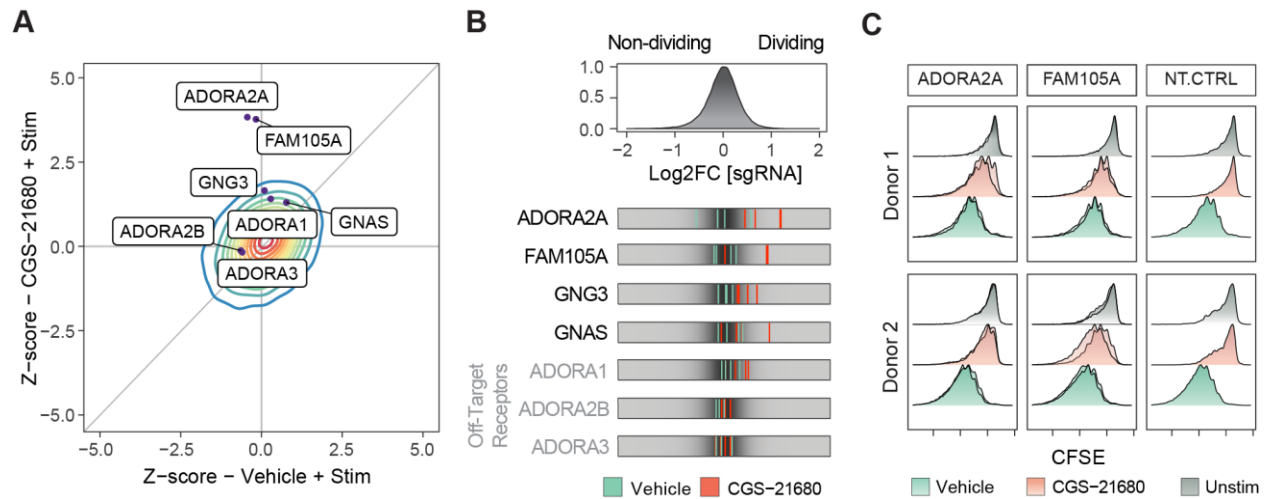 A
5.0
2.5
0.0
−2.5
−5.0
−5.0
−2.5
0.0
2.5
5.0
Z-score − CGS-21680 + Stim
Z-score − Vehicle + Stim
ADORA2A
FAM105A
GNG3
ADORA1
GNAS
ADORA2B
ADORA3
B
Non-dividing Dividing
1.0
0.5
0.0
−2 −1 0 1 2
Log2FC [sgRNA]
ADORA2A
FAM105A
GNG3
GNAS
Off-Target
Receptors
ADORA1
ADORA2B
ADORA3
Vehicle CGS−21680
C
ADORA2A FAM105A NT.CTRL
Donor 1
Donor 2
CFSE
Vehicle CGS−21680 Unstim